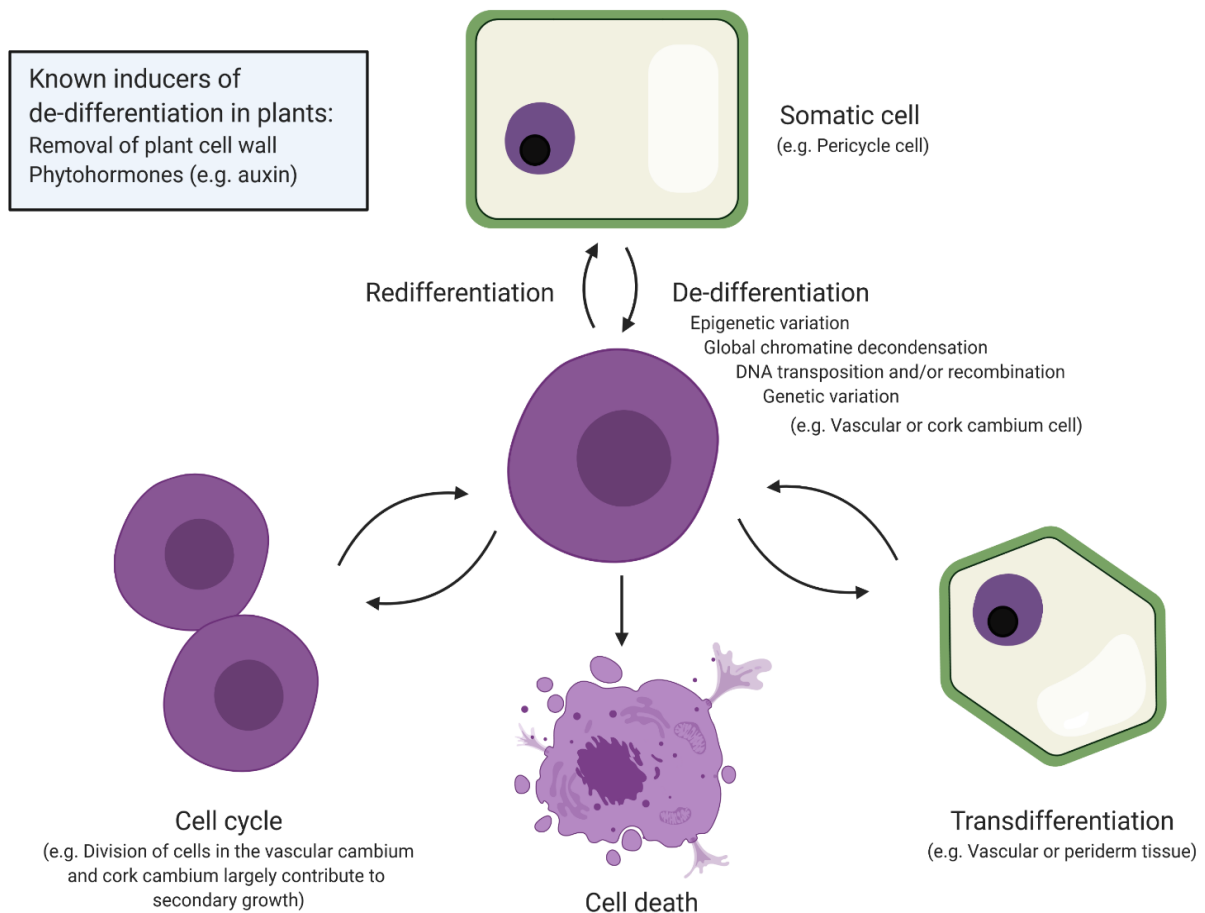 Known inducers of
de-differentiation in plants:
Removal of plant cell wall
Phytohormones (e.g. auxin)
Somatic cell
(e.g. Pericycle cell)
Redifferentiation
De-differentiation
Epigenetic variation
Global chromatine decondensation
DNA transposition and/or recombination
Genetic variation
(e.g. Vascular or cork cambium cell)
Cell cycle
(e.g. Division of cells in the vascular cambium
and cork cambium largely contribute to
secondary growth)
Cell death
Transdifferentiation
(e.g. Vascular or periderm tissue)